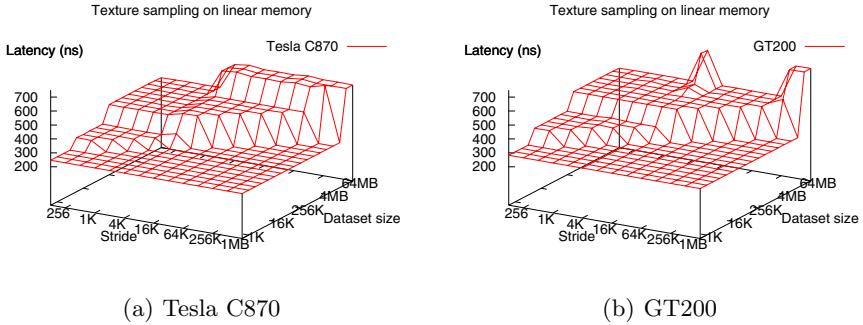 Texture sampling on linear memory
Latency (ns)
Tesla C870
700
600
500
400
300
200
256
1K
4K
16K
64K
256K
1MB
Stride
1K
16K
256K
4MB
64MB
Dataset size
(a) Tesla C870
Texture sampling on linear memory
Latency (ns)
GT200
700
600
500
400
300
200
256
1K
4K
16K
64K
256K
1MB
Stride
1K
16K
256K
4MB
64MB
Dataset size
(b) GT200